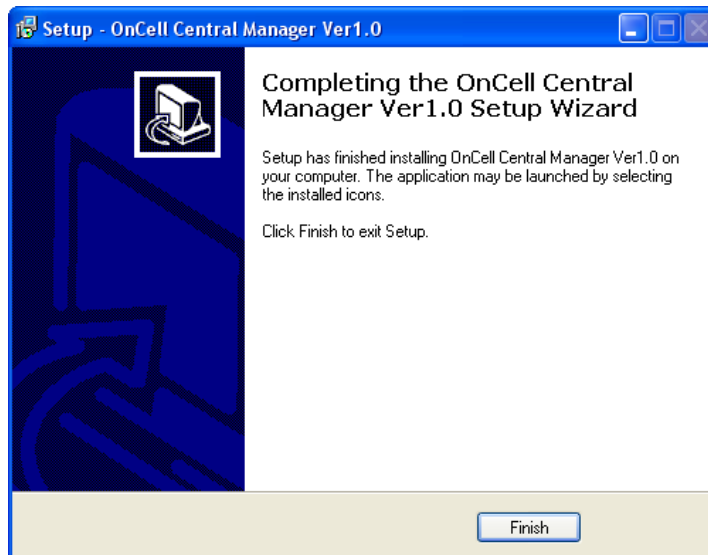 Setup - OnCell Central Manager Ver1.0
Completing the OnCell Central
Manager Ver1.0 Setup Wizard
Setup has finished installing OnCell Central Manager Ver1.0 on
your computer. The application may be launched by selecting
the installed icons.
Click Finish to exit Setup.
Finish